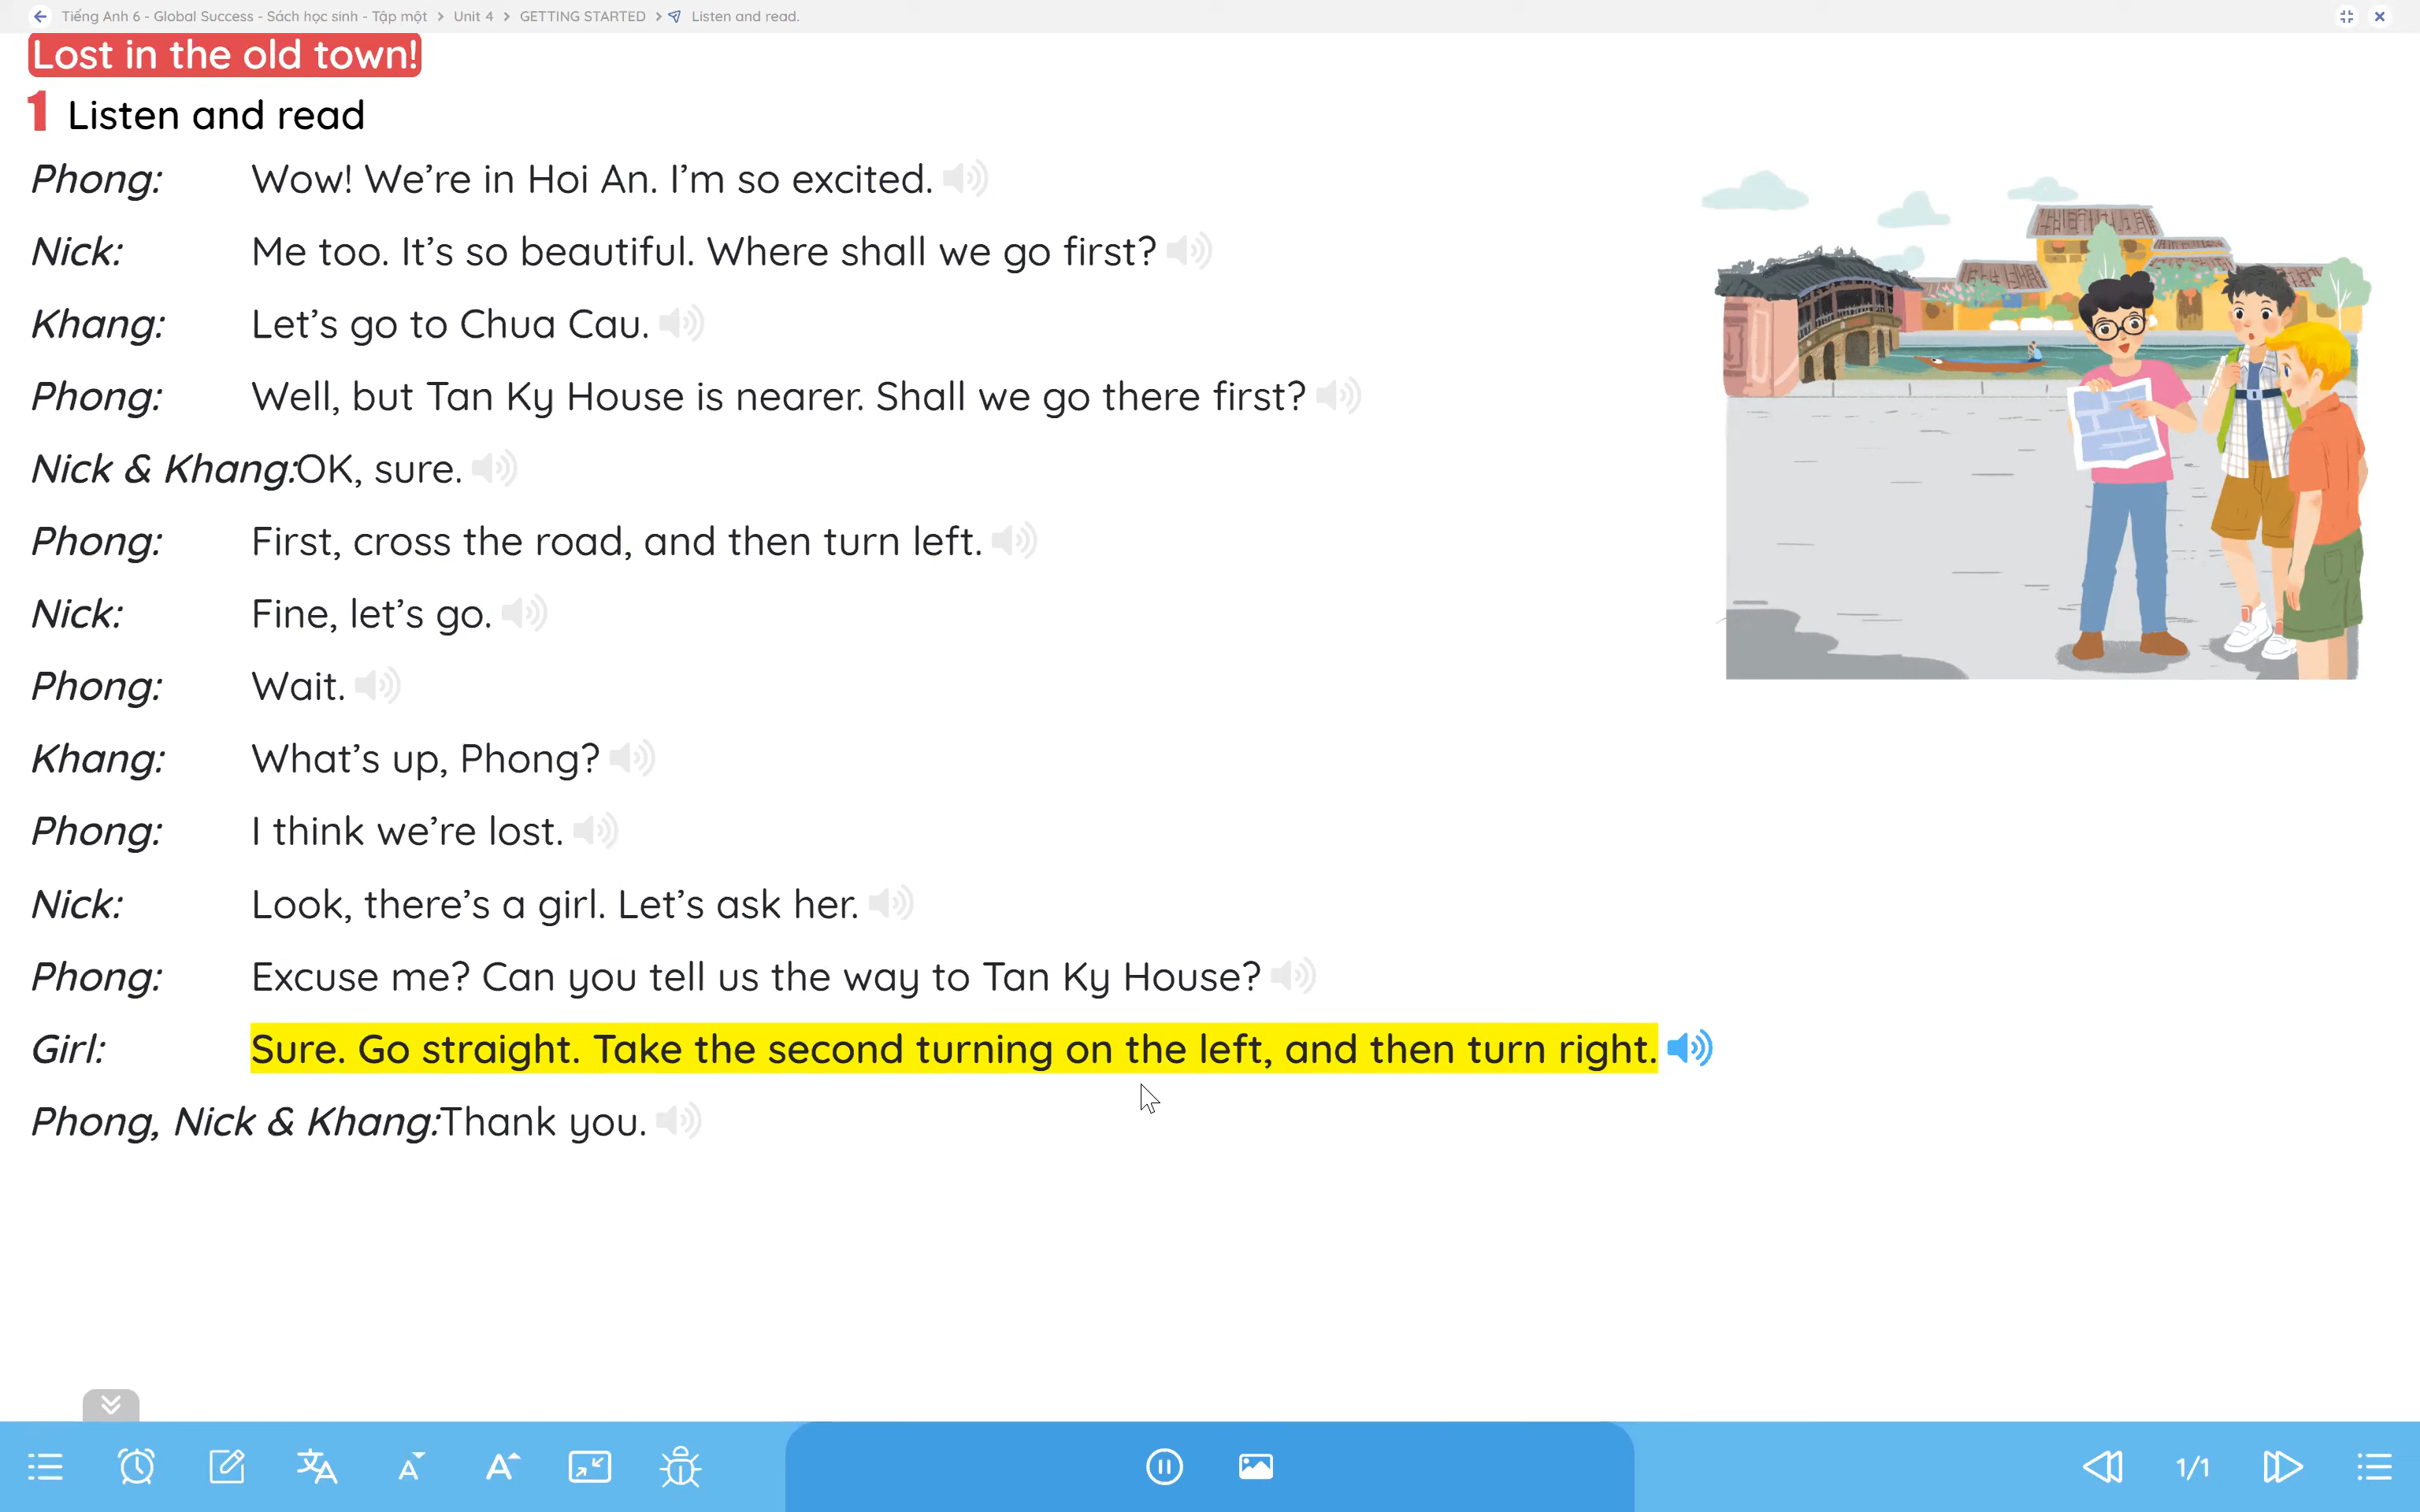 Tiếng Anh 6 - Global Success - Sách học sinh - Tập một > Unit 4 > GETTING STARTED > Listen and read.
Lost in the old town!
1 Listen and read
Phong: Wow! We’re in Hoi An. I’m so excited.
Nick: Me too. It’s so beautiful. Where shall we go first?
Khang: Let’s go to Chua Cau.
Phong: Well, but Tan Ky House is nearer. Shall we go there first?
Nick & Khang:OK, sure.
Phong: First, cross the road, and then turn left.
Nick: Fine, let’s go.
Phong: Wait.
Khang: What’s up, Phong?
Phong: I think we’re lost.
Nick: Look, there’s a girl. Let’s ask her.
Phong: Excuse me? Can you tell us the way to Tan Ky House?
Girl: Sure. Go straight. Take the second turning on the left, and then turn right.
Phong, Nick & Khang:Thank you.
文A A A 1/1